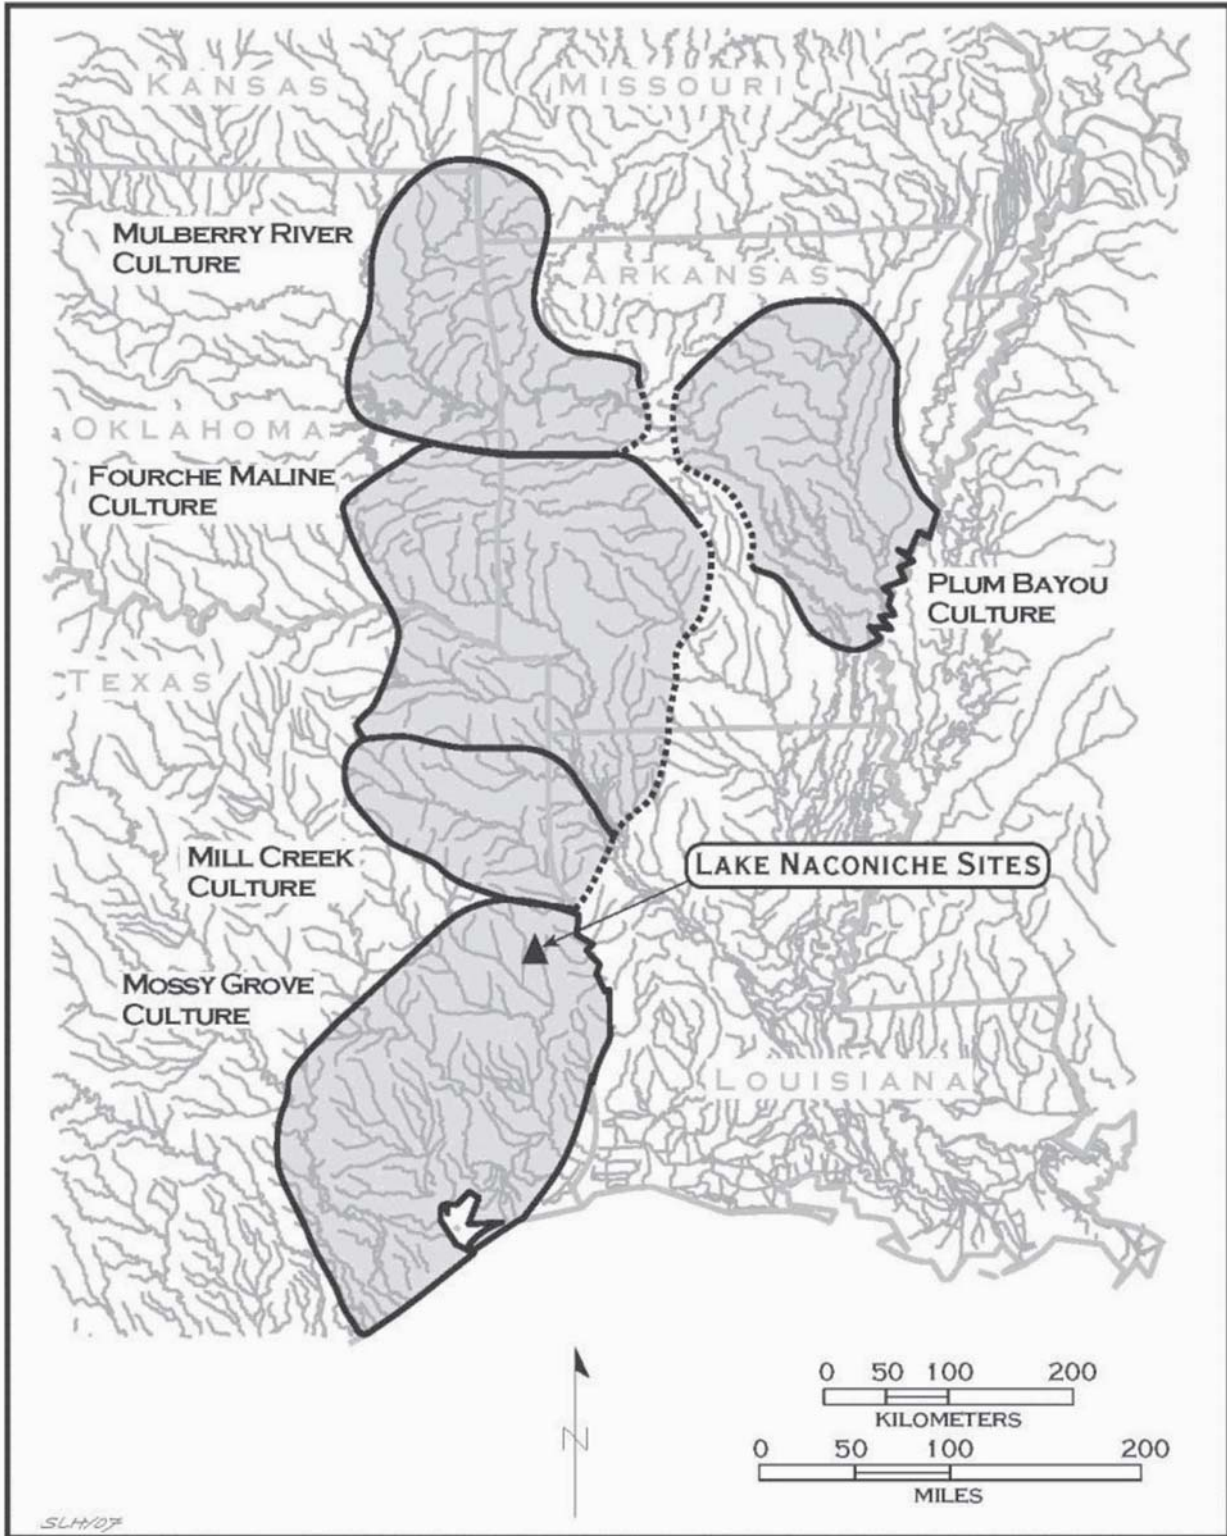 KANSAS
MISSOURI
MULBERRY RIVER
CULTURE
ARKANSAS
OKLAHOMA
FOURCHE MALINE
CULTURE
PLUM BAYOU
CULTURE
TEXAS
MILL CREEK
CULTURE
LAKE NACONICHE SITES
MOSSY GROVE
CULTURE
LOUISIANA
N
0 50 100 200
KILOMETERS
0 50 100 200
MILES
SLH/07